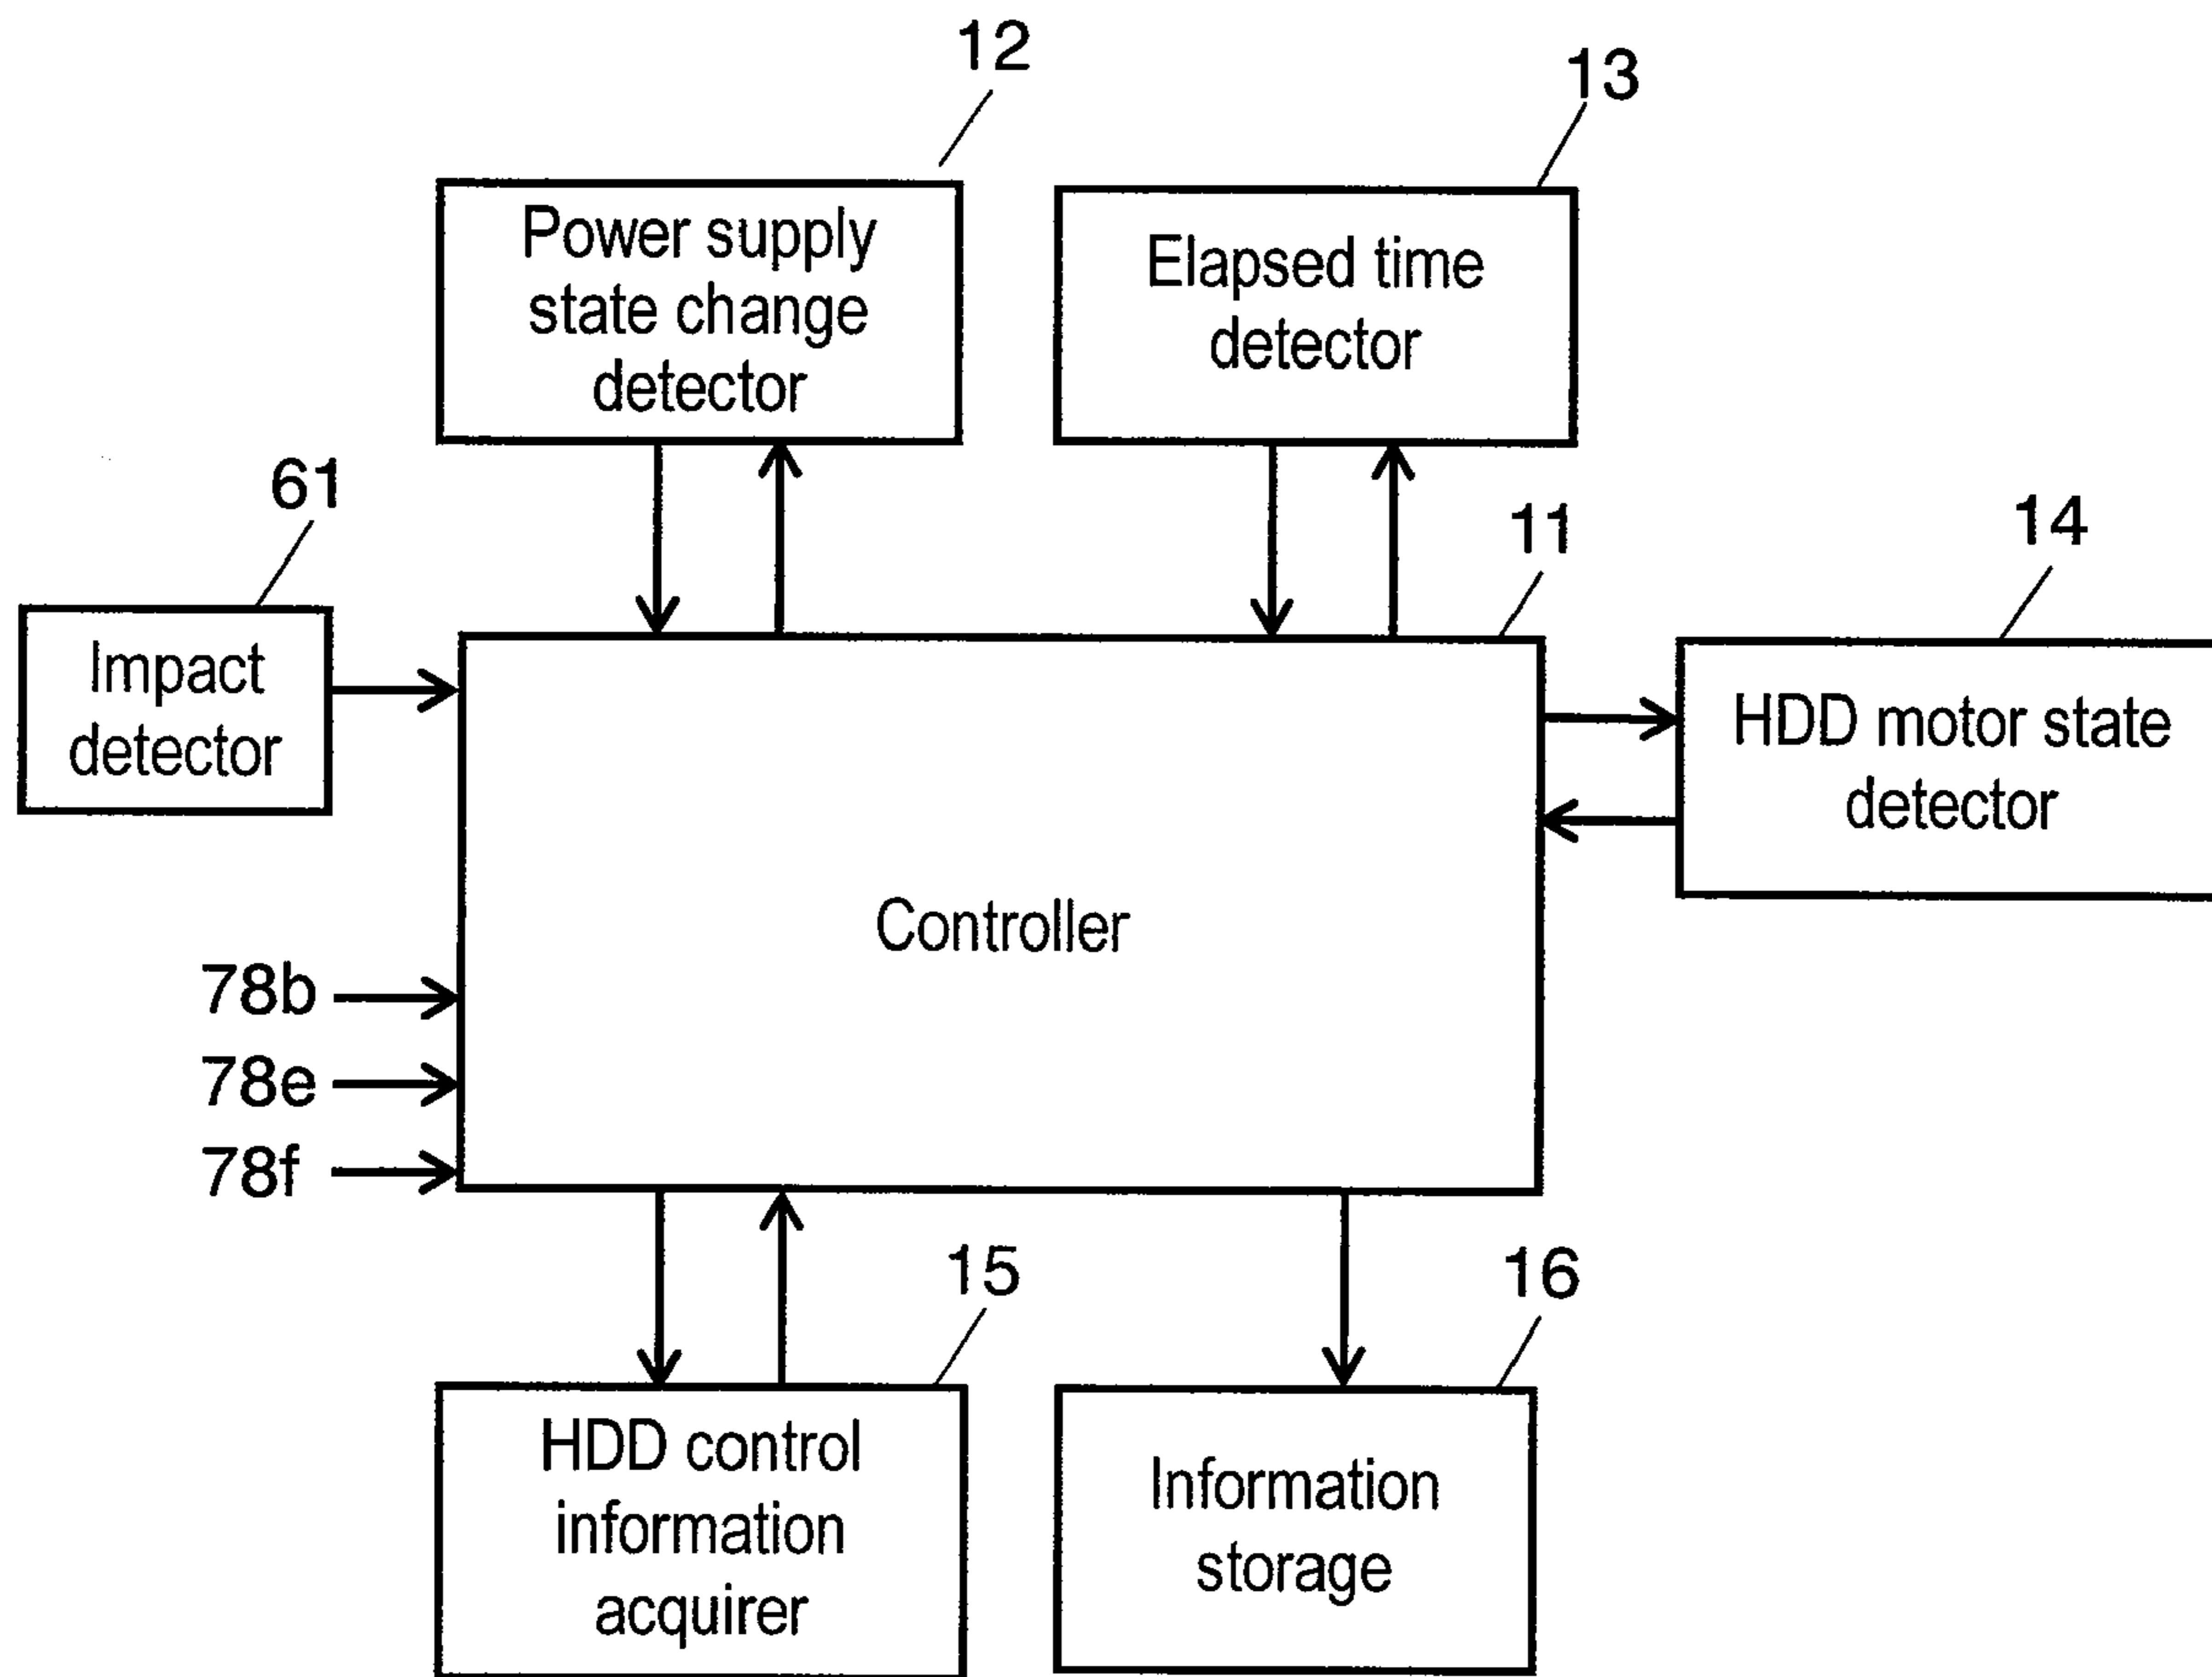 12
13
Power supply
state change
detector
Elapsed time
detector
61
11
14
Impact
detector
HDD motor state
detector
Controller
78b
78e
78f
15
16
HDD control
information
acquirer
Information
storage